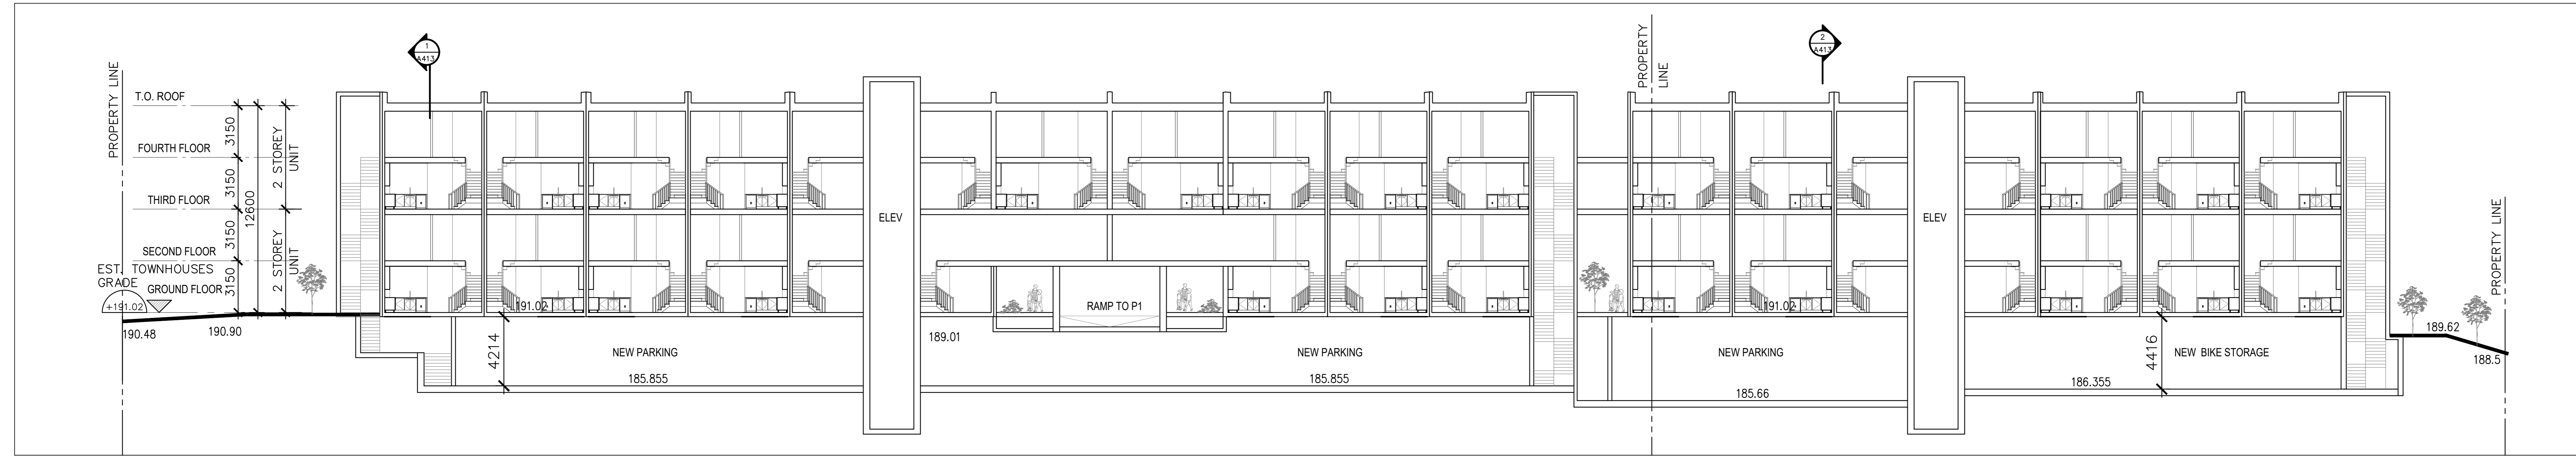 PROPERTY LINE
1
A413
PROPERTY
LINE
2
A413
T.O. ROOF
3150
FOURTH FLOOR
2 STOREY
UNIT
3150
THIRD FLOOR
12600
3150
SECOND FLOOR
2 STOREY
UNIT
3150
EST. TOWNHOUSES
GRADE
GROUND FLOOR
+191.02
190.48
190.90
ELEV
ELEV
191.02
RAMP TO P1
191.02
189.01
4214
NEW PARKING
185.855
NEW PARKING
185.855
NEW PARKING
185.66
4416
NEW BIKE STORAGE
186.355
PROPERTY LINE
189.62
188.5